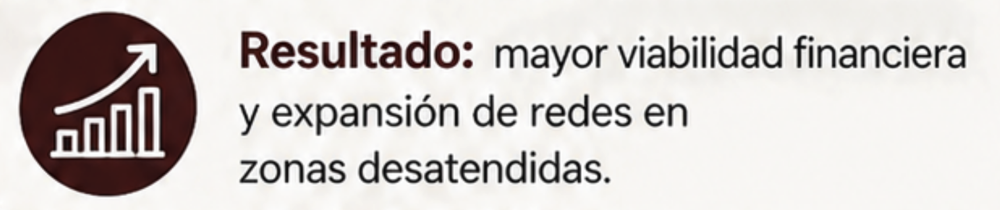 Resultado: mayor viabilidad financiera
y expansión de redes en
zonas desatendidas.